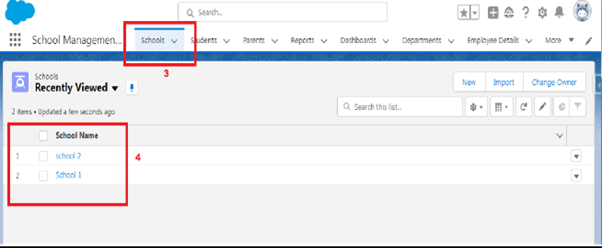 Search...
School Managemen... Schools Students Parents Reports Dashboards Departments Employee Details More
3
Schools
Recently Viewed
New Import Change Owner
2 items • Updated a few seconds ago
Search this list...
School Name
1 school 2
4
2 School 1